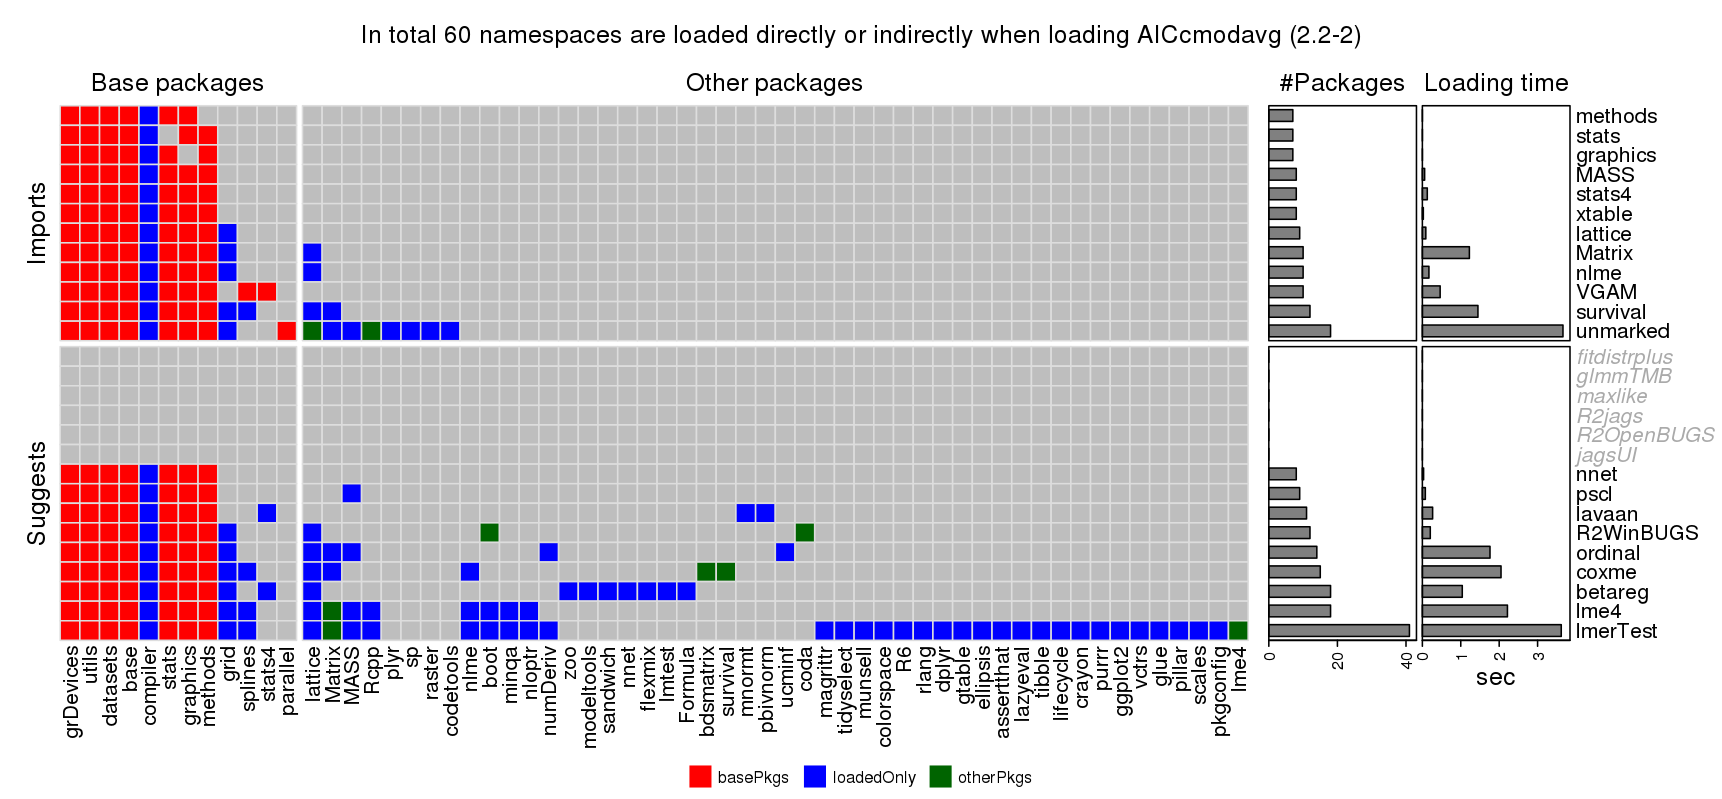 In total 60 namespaces are loaded directly or indirectly when loading AICcmodavg (2.2-2)
Base packages
Other packages
#Packages
Loading time
Imports
methods
stats
graphics
MASS
stats4
xtable
lattice
Matrix
nlme
VGAM
survival
unmarked
Suggests
fitdistrplus
glmmTMB
maxlike
R2jags
R2OpenBUGS
jagsUI
nnet
pscl
lavaan
R2WinBUGS
ordinal
coxme
betareg
lme4
lmerTest
grDevices
utils
datasets
base
compiler
stats
graphics
methods
grid
splines
stats4
parallel
lattice
Matrix
MASS
Rcpp
plyr
sp
raster
codetools
nlme
boot
minqa
nloptr
numDeriv
zoo
modeltools
sandwich
nnet
flexmix
lmtest
Formula
bdsmatrix
survival
mnormt
pbivnorm
ucminf
coda
magrittr
tidyselect
munsell
colorspace
R6
rlang
dplyr
gtable
ellipsis
assertthat
lazyeval
tibble
lifecycle
crayon
purrr
ggplot2
vctrs
glue
pillar
scales
pkgconfig
lme4
0 20 40
0 1 2 3
sec
basePkgs loadedOnly otherPkgs